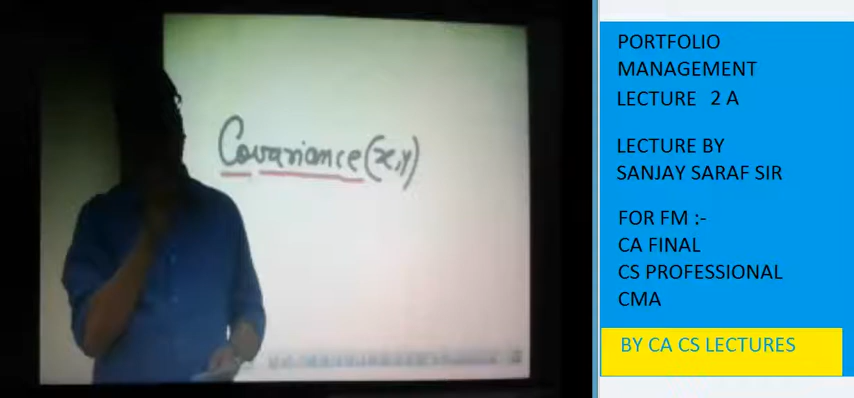 Covariance (x,y)
PORTFOLIO
MANAGEMENT
LECTURE 2 A
LECTURE BY
SANJAY SARAF SIR
FOR FM :-
CA FINAL
CS PROFESSIONAL
CMA
BY CA CS LECTURES